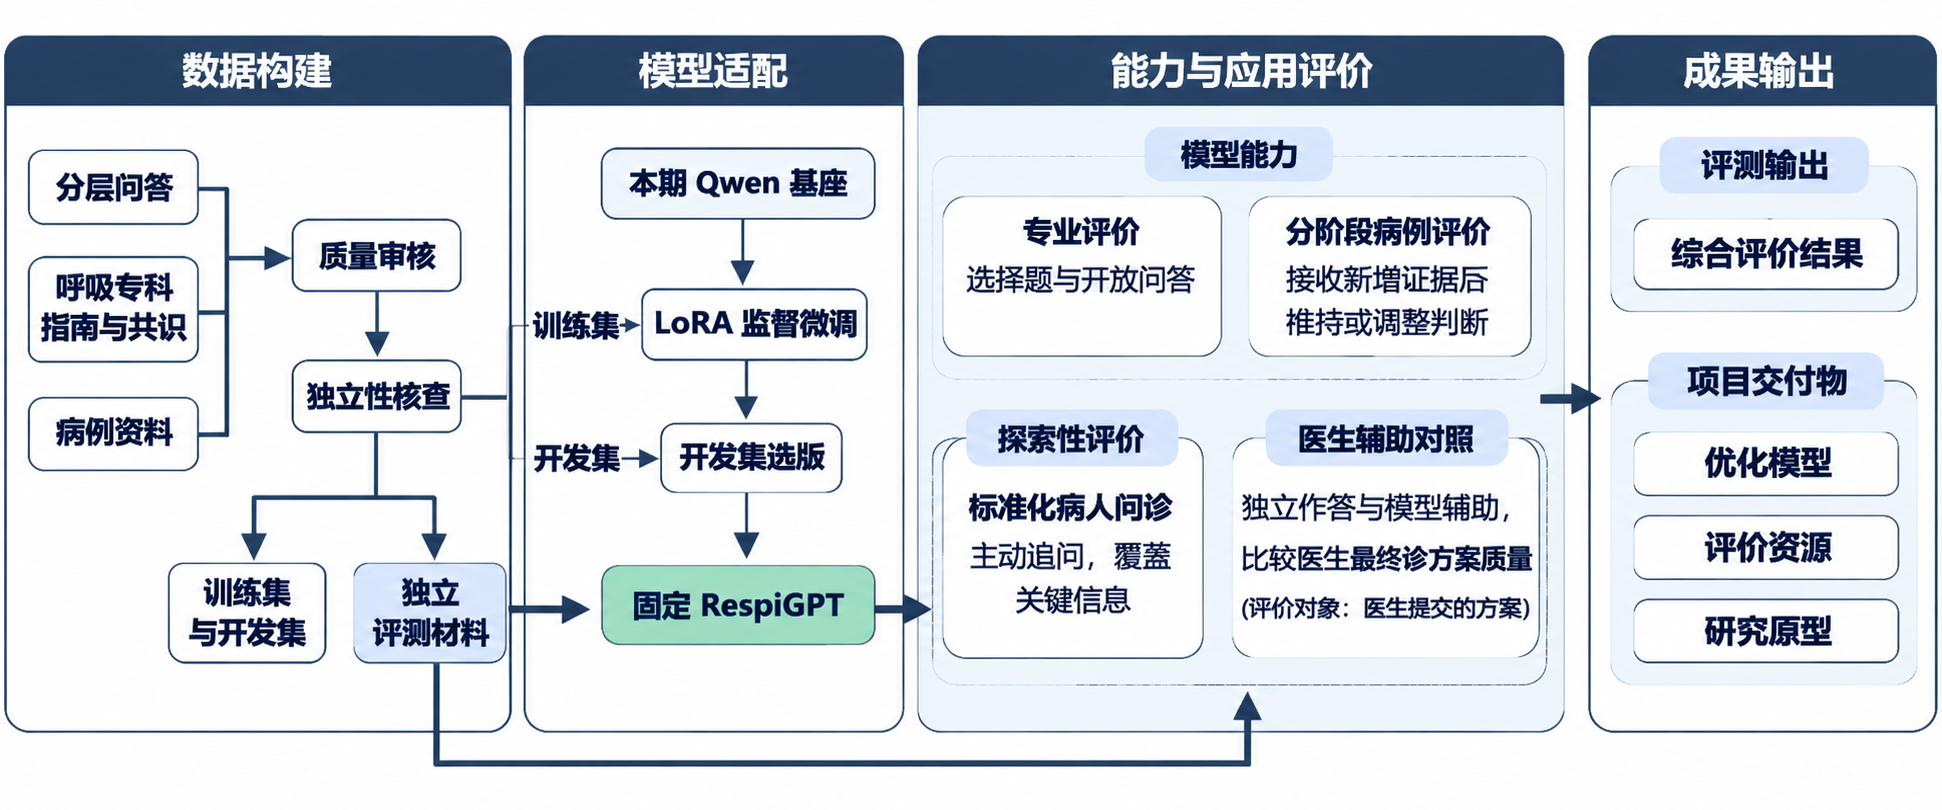 数据构建
分层问答
呼吸专科
指南与共识
病例资料
质量审核
独立性核查
训练集
与开发集
独立
评测材料
模型适配
本期 Qwen 基座
训练集
LoRA 监督微调
开发集
开发集选版
固定 RespiGPT
能力与应用评价
模型能力
专业评价
选择题与开放问答
分阶段病例评价
接收新增证据后
维持或调整判断
探索性评价
标准化病人问诊
主动追问，覆盖
关键信息
医生辅助对照
独立作答与模型辅助，
比较医生最终诊方案质量
(评价对象：医生提交的方案)
成果输出
评测输出
综合评价结果
项目交付物
优化模型
评价资源
研究原型